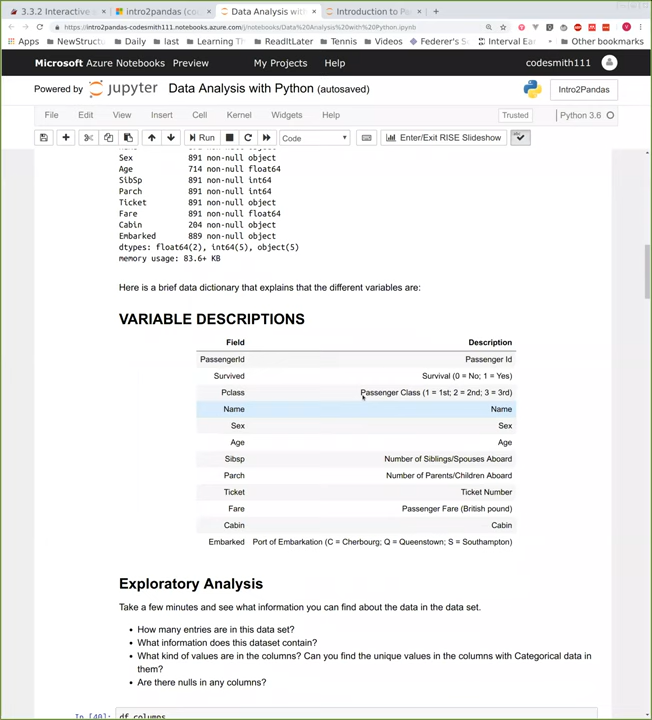 3.3.2 Interactive
intro2pandas (co
Data Analysis with
Introduction to Pa
https://intro2pandas-codesmith111.notebooks.azure.com/j/notebooks/Data%20Analysis%20with%20Python.ipynb
Apps NewStructu Daily last Learning Th ReadItLater Tennis Videos Federer's S Interval Ea Other bookmarks
Microsoft Azure Notebooks Preview My Projects Help codesmith111
Powered by jupyter Data Analysis with Python (autosaved) Intro2Pandas
File Edit View Insert Cell Kernel Widgets Help Trusted Python 3.6
Run Code Enter/Exit RISE Slideshow
Sex 891 non-null object
Age 714 non-null float64
SibSp 891 non-null int64
Parch 891 non-null int64
Ticket 891 non-null object
Fare 891 non-null float64
Cabin 204 non-null object
Embarked 889 non-null object
dtypes: float64(2), int64(5), object(5)
memory usage: 83.6+ KB
Here is a brief data dictionary that explains that the different variables are:
VARIABLE DESCRIPTIONS
Field Description
PassengerId Passenger Id
Survived Survival (0 = No; 1 = Yes)
Pclass Passenger Class (1 = 1st; 2 = 2nd; 3 = 3rd)
Name Name
Sex Sex
Age Age
Sibsp Number of Siblings/Spouses Aboard
Parch Number of Parents/Children Aboard
Ticket Ticket Number
Fare Passenger Fare (British pound)
Cabin Cabin
Embarked Port of Embarkation (C = Cherbourg; Q = Queenstown; S = Southampton)
Exploratory Analysis
Take a few minutes and see what information you can find about the data in the data set.
• How many entries are in this data set?
• What information does this dataset contain?
• What kind of values are in the columns? Can you find the unique values in the columns with Categorical data in
them?
• Are there nulls in any columns?
In [40]: df.columns